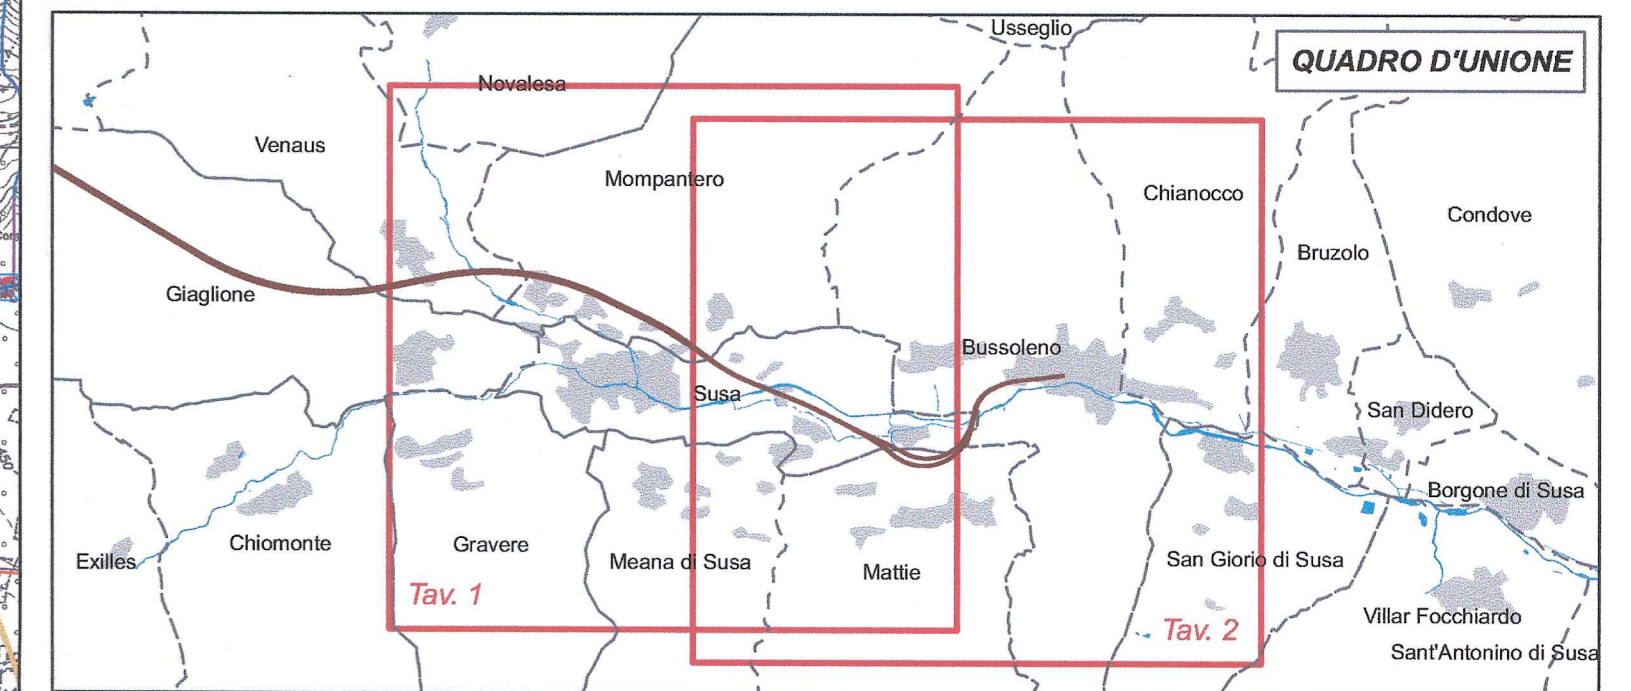 Usseglio
QUADRO D'UNIONE
Novalesa
Venaus
Mompantero
Chianocco
Condove
Bruzolo
Giaglione
Bussoleno
Susa
San Didero
Borgone di Susa
Exilles
Chiomonte
Gravere
Meana di Susa
Mattie
San Giorio di Susa
Tav. 1
Tav. 2
Villar Focchiardo
Sant'Antonino di Susa